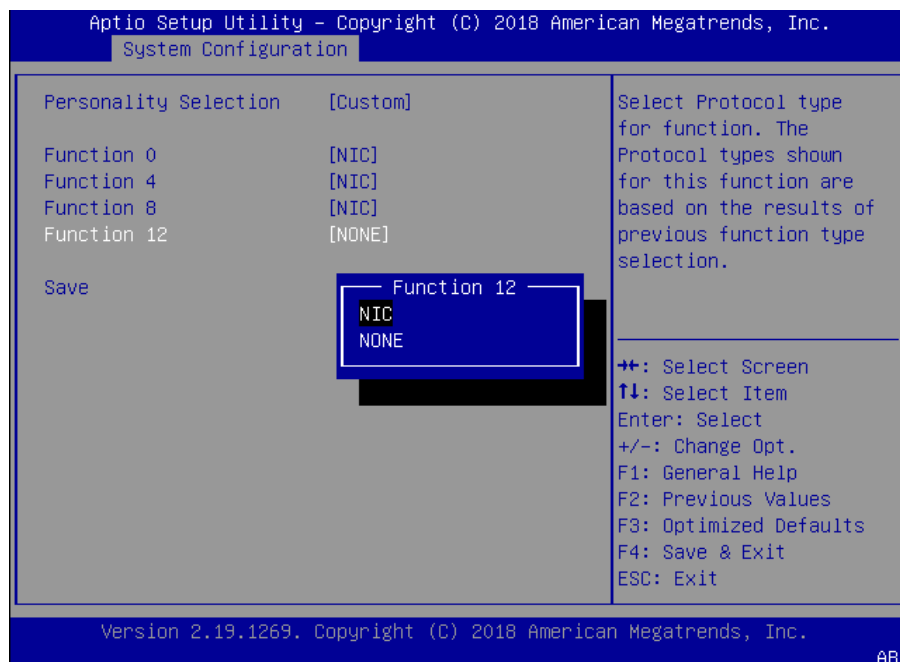 Aptio Setup Utility – Copyright (C) 2018 American Megatrends, Inc.
System Configuration
Personality Selection [Custom]
Function 0 [NIC]
Function 4 [NIC]
Function 8 [NIC]
Function 12 [NONE]
Save
Function 12
NIC
NONE
Select Protocol type
for function. The
Protocol types shown
for this function are
based on the results of
previous function type
selection.
→←: Select Screen
↑↓: Select Item
Enter: Select
+/-: Change Opt.
F1: General Help
F2: Previous Values
F3: Optimized Defaults
F4: Save & Exit
ESC: Exit
Version 2.19.1269. Copyright (C) 2018 American Megatrends, Inc.
AB